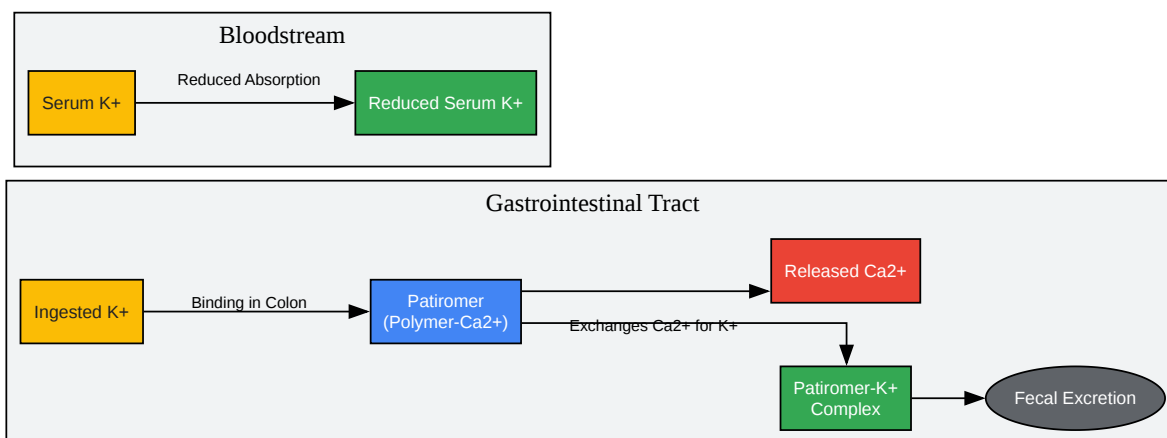 Bloodstream
Reduced Absorption
Serum K+
Reduced Serum K+
Gastrointestinal Tract
Released Ca2+
Ingested K+
Binding in Colon
Patiromer
(Polymer-Ca2+)
Exchanges Ca2+ for K+
Patiromer-K+
Complex
Fecal Excretion